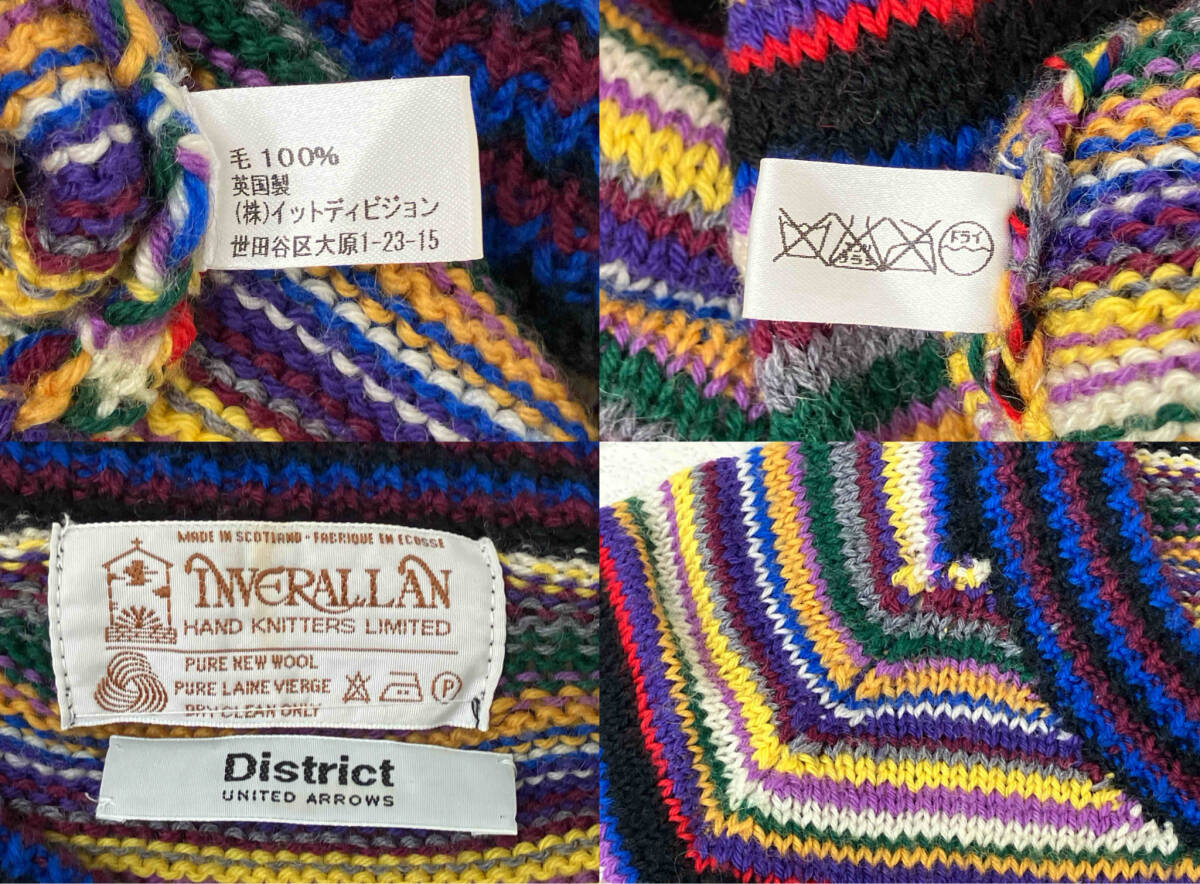 毛 100%
英国製
(株)イットディビジョン
世田谷区大原1-23-15
ドライ
MADE IN SCOTLAND - FABRIQUE EN ECOSSE
INVERALLAN
HAND KNITTERS LIMITED
PURE NEW WOOL
PURE LAINE VIERGE
P
DRY CLEAN ONLY
District
UNITED ARROWS